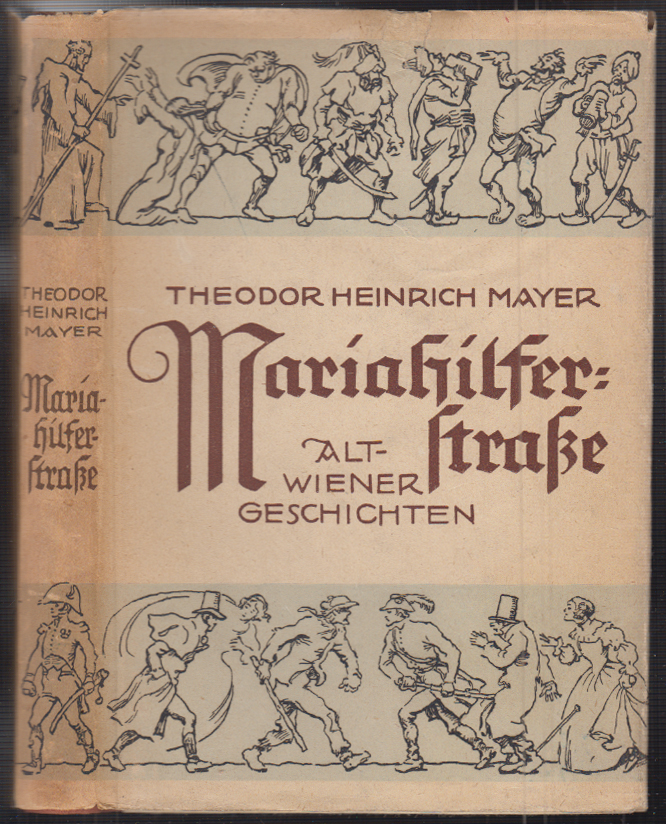 THEODOR
HEINRICH
MAYER
Maria-
hilfer-
straße
THEODOR HEINRICH MAYER
Mariahilfer-
straße
ALT-
WIENER
GESCHICHTEN